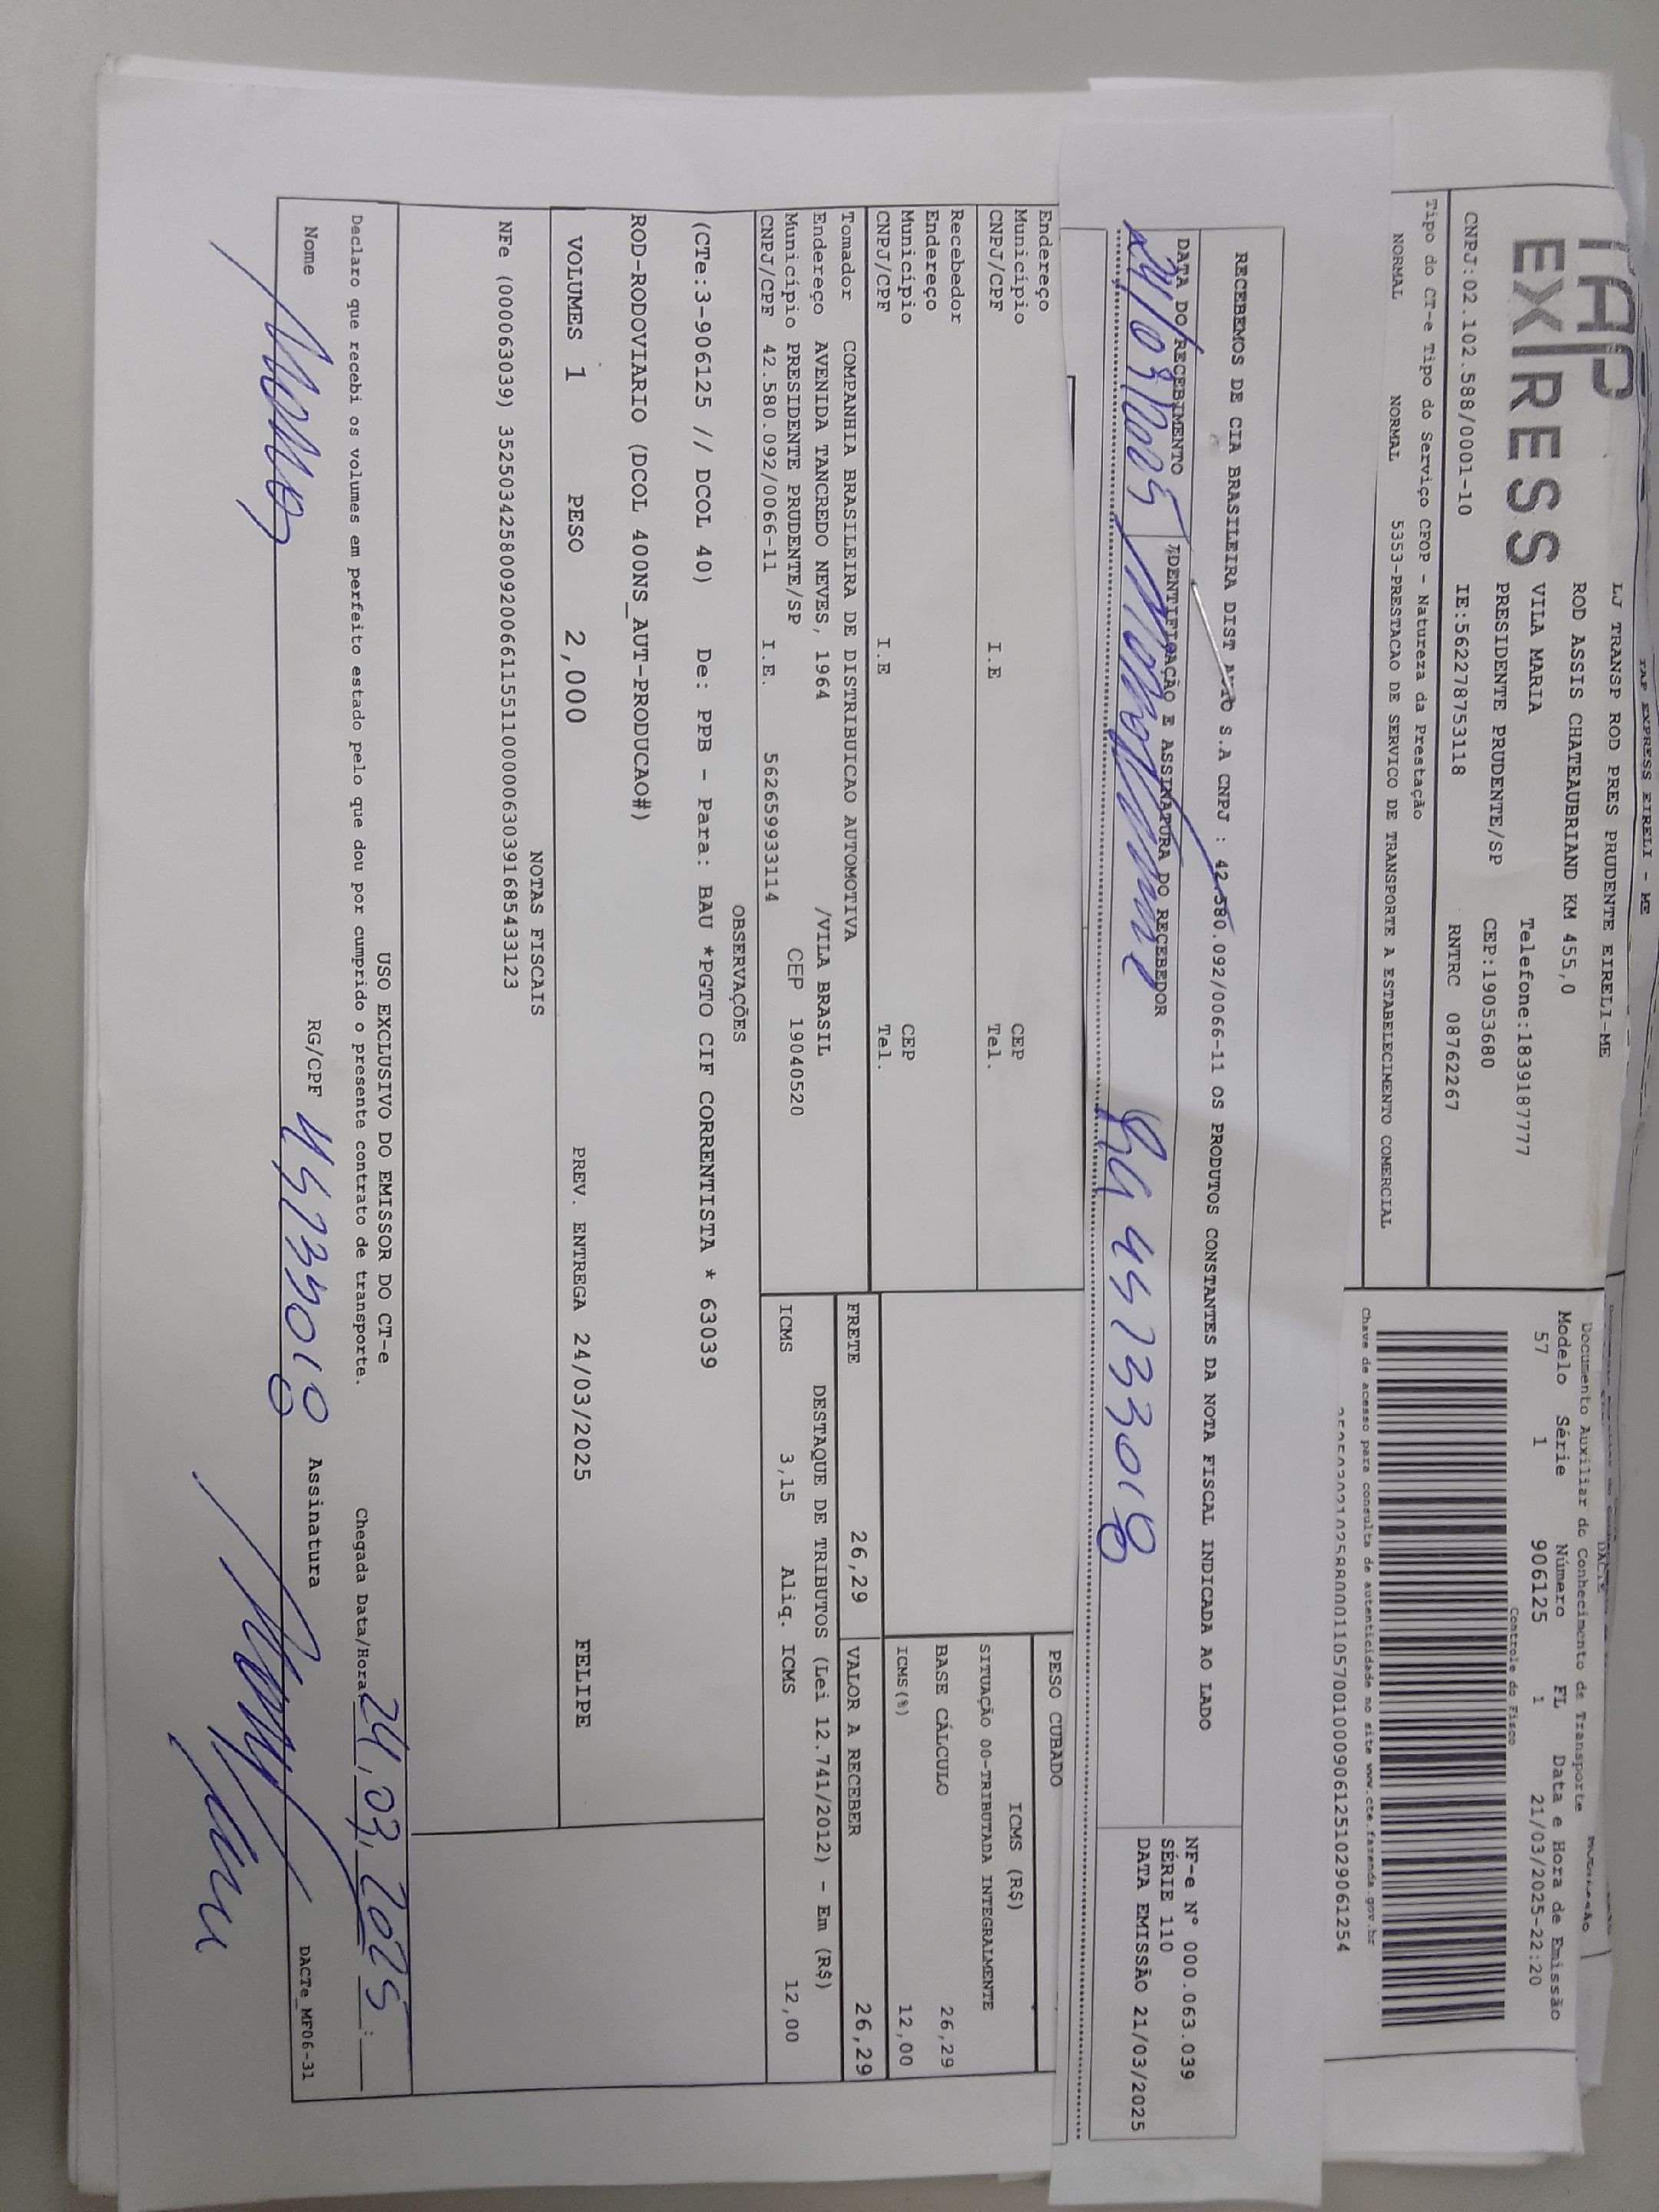 TAP EXPRESS EIRELI - ME
TAP
EXPRESS
LJ TRANSP ROD PRES PRUDENTE EIRELI-ME
ROD ASSIS CHATEAUBRIAND KM 455,0
VILA MARIA Telefone:1839187777
PRESIDENTE PRUDENTE/SP CEP:19053680
CNPJ:02.102.588/0001-10 IE:562278753118 RNTRC 08762267
Tipo do CT-e Tipo do Serviço CFOP - Natureza da Prestação
NORMAL NORMAL 5353-PRESTACAO DE SERVICO DE TRANSPORTE A ESTABELECIMENTO COMERCIAL
DACTE
Documento Auxiliar do Conhecimento de Transporte
Modelo Série Número FL Data e Hora de Emissão
57 1 906125 1 21/03/2025-22:20
Controle do Fisco
Chave de acesso para consulta de autenticidade no site www.cte.fazenda.gov.br
RECEBEMOS DE CIA BRASILEIRA DIST AUTO S.A CNPJ : 42.580.092/0066-11 OS PRODUTOS CONSTANTES DA NOTA FISCAL INDICADA AO LADO
DATA DO RECEBIMENTO IDENTIFICAÇÃO E ASSINATURA DO RECEBEDOR
NF-e N° 000.063.039
SÉRIE 110
DATA EMISSÃO 21/03/2025
PESO CUBADO
Endereço
Município CEP
CNPJ/CPF I.E Tel.
Recebedor
Endereço
Município CEP
CNPJ/CPF I.E Tel.
ICMS (R$)
SITUAÇÃO 00-TRIBUTADA INTEGRALMENTE
BASE CÁLCULO 26,29
ICMS(%) 12,00
Tomador COMPANHIA BRASILEIRA DE DISTRIBUICAO AUTOMOTIVA
Endereço AVENIDA TANCREDO NEVES, 1964 /VILA BRASIL
Município PRESIDENTE PRUDENTE/SP CEP 19040520
CNPJ/CPF 42.580.092/0066-11 I.E. 562659933114
FRETE 26,29 VALOR A RECEBER 26,29
DESTAQUE DE TRIBUTOS (Lei 12.741/2012) - Em (R$)
ICMS 3,15 Aliq. ICMS 12,00
OBSERVAÇÕES
(CTe:3-906125 // DCOL 40) De: PPB - Para: BAU *PGTO CIF CORRENTISTA * 63039
ROD-RODOVIARIO (DCOL 400NS_AUT-PRODUCAO#)
VOLUMES 1 PESO 2,000 PREV. ENTREGA 24/03/2025 FELIPE
NOTAS FISCAIS
NFe (000063039) 35250342580092006611551100000630391685433123
USO EXCLUSIVO DO EMISSOR DO CT-e
Declaro que recebi os volumes em perfeito estado pelo que dou por cumprido o presente contrato de transporte. Chegada Data/Hora 24,03,2025
Nome RG/CPF Assinatura DACTe_MF06-31